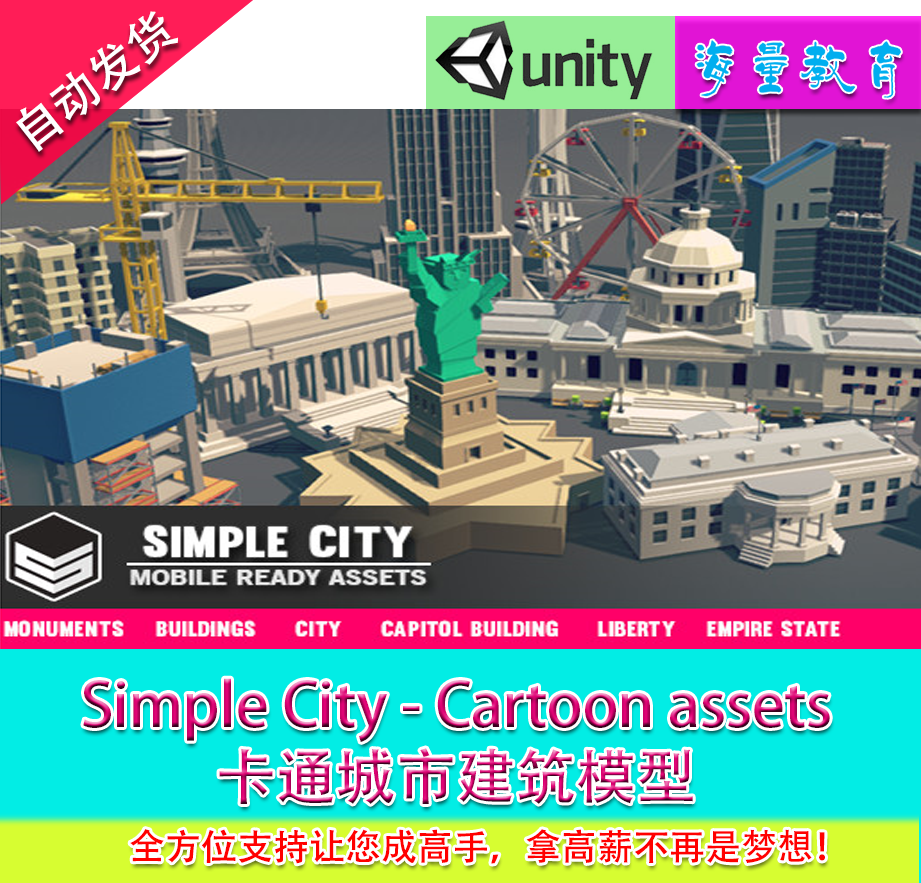 自动发货
unity
海量教育
SIMPLE CITY
MOBILE READY ASSETS
MONUMENTS BUILDINGS CITY CAPITOL BUILDING LIBERTY EMPIRE STATE
Simple City - Cartoon assets
卡通城市建筑模型
全方位支持让您成高手，拿高薪不再是梦想！